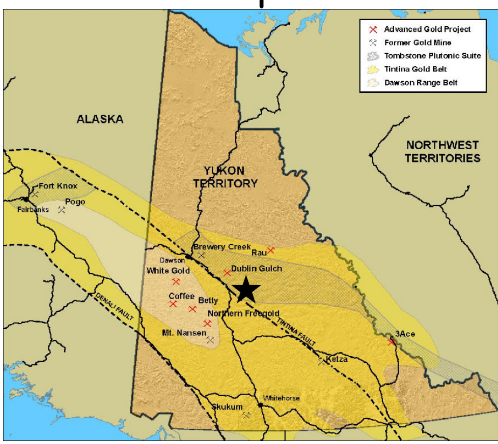 Advanced Gold Project
Former Gold Mine
Tombstone Plutonic Suite
Tintina Gold Belt
Dawson Range Belt
ALASKA
NORTHWEST
TERRITORIES
YUKON
TERRITORY
Fort Knox
Pogo
Fairbanks
Brewery Creek
Rau
Dawson
White Gold
Dublin Gulch
Coffee
Betty
Northern Freegold
DENALI FAULT
TINTINA FAULT
Mt. Nansen
3Ace
Ketza
Skukum
Whitehorse